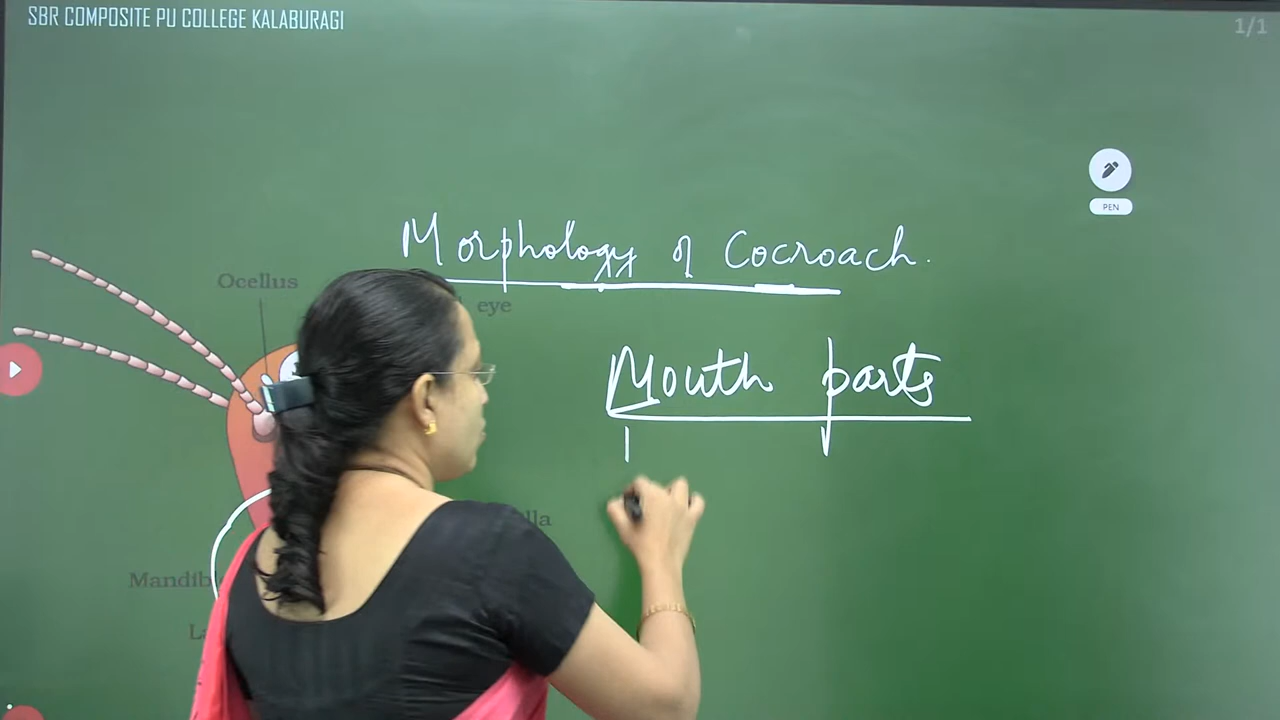 SBR COMPOSITE PU COLLEGE KALABURAGI
1/1
PEN
Morphology of Cocroach.
Ocellus
eye
Mouth parts